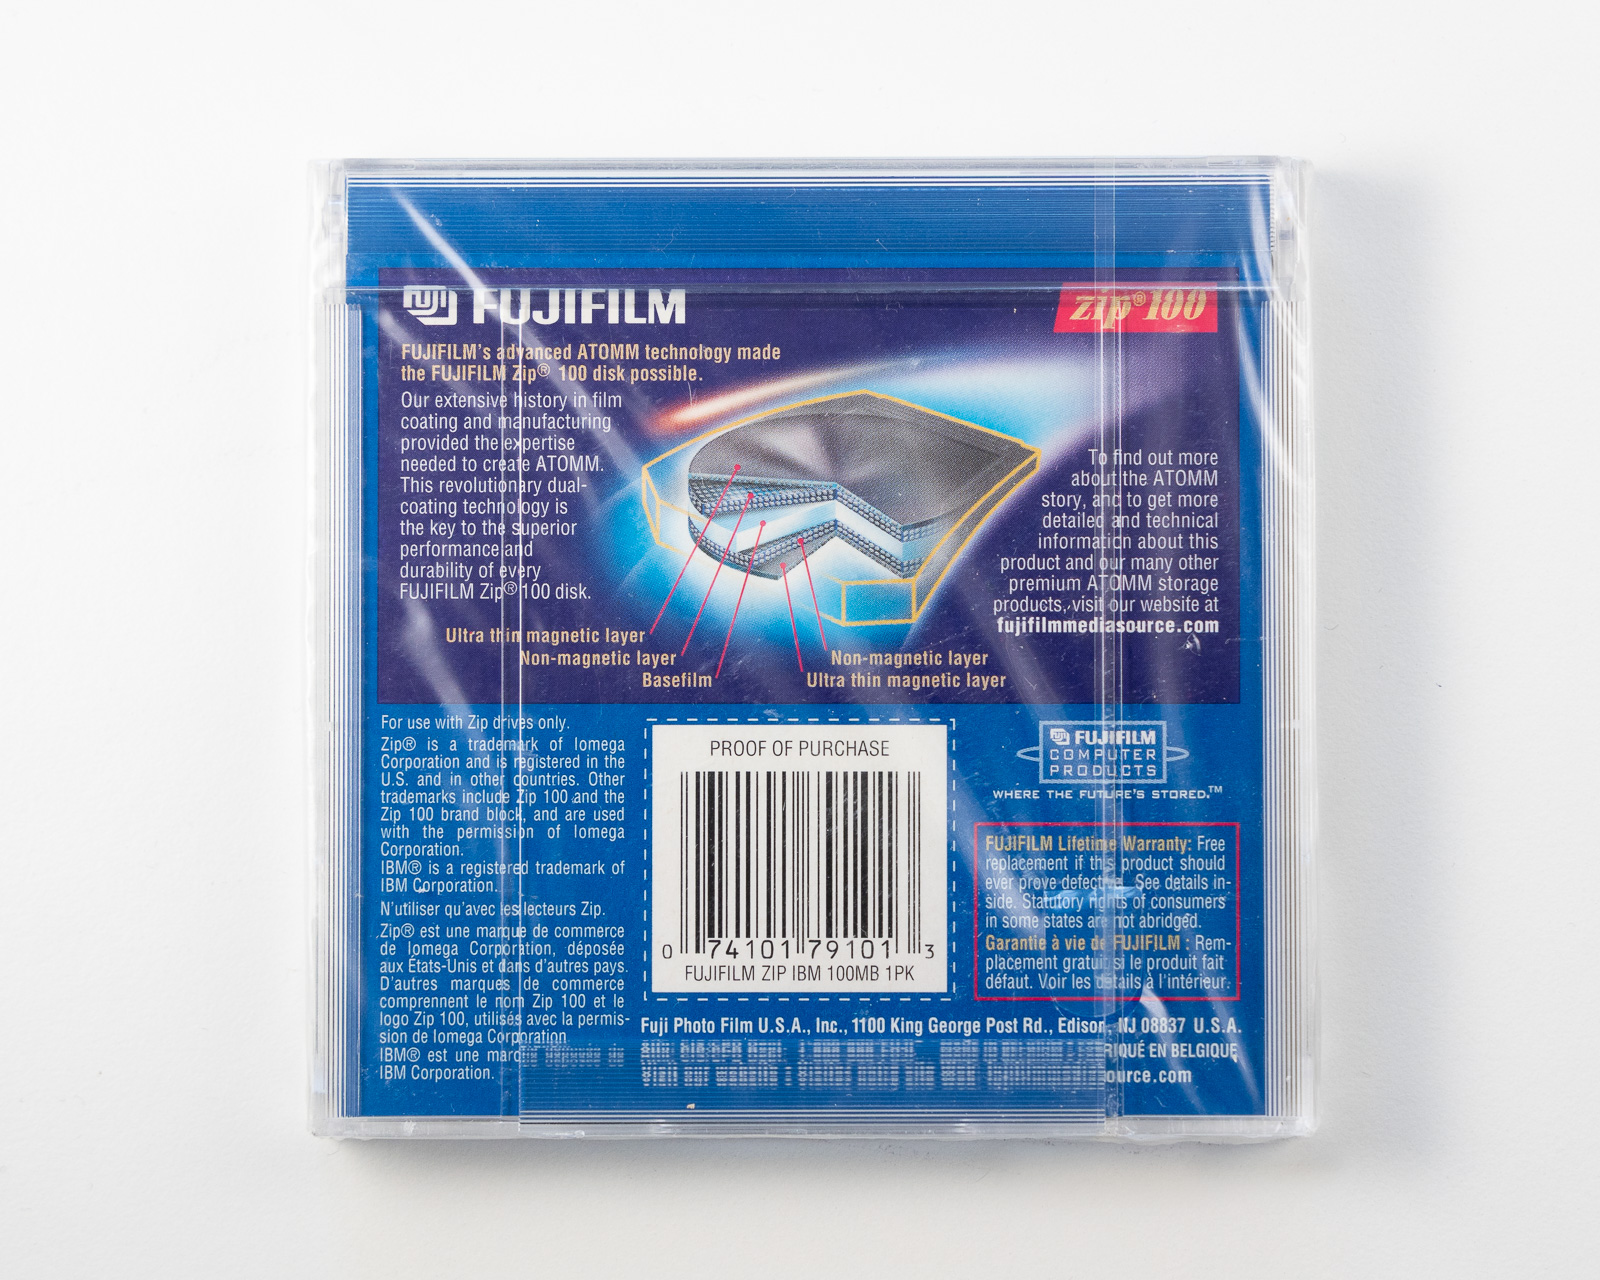 FUJI FUJIFILM
zip®100
FUJIFILM's advanced ATOMM technology made
the FUJIFILM Zip® 100 disk possible.
Our extensive history in film
coating and manufacturing
provided the expertise
needed to create ATOMM.
This revolutionary dual-
coating technology is
the key to the superior
performance and
durability of every
FUJIFILM Zip® 100 disk.
To find out more
about the ATOMM
story, and to get more
detailed and technical
information about this
product and our many other
premium ATOMM storage
products, visit our website at
fujifilmmediasource.com
Ultra thin magnetic layer
Non-magnetic layer
Basefilm
Non-magnetic layer
Ultra thin magnetic layer
For use with Zip drives only.
Zip® is a trademark of Iomega
Corporation and is registered in the
U.S. and in other countries. Other
trademarks include Zip 100 and the
Zip 100 brand block, and are used
with the permission of Iomega
Corporation.
IBM® is a registered trademark of
IBM Corporation.
N'utiliser qu'avec les lecteurs Zip.
Zip® est une marque de commerce
de Iomega Corporation, déposée
aux États-Unis et dans d'autres pays.
D'autres marques de commerce
comprennent le nom Zip 100 et le
logo Zip 100, utilisés avec la permis-
sion de Iomega Corporation
IBM® est une marque déposée de
IBM Corporation.
PROOF OF PURCHASE
0 74101 79101 3
FUJIFILM ZIP IBM 100MB 1PK
FUJI FUJIFILM
COMPUTER
PRODUCTS
WHERE THE FUTURE'S STORED.™
FUJIFILM Lifetime Warranty: Free
replacement if this product should
ever prove defective. See details in-
side. Statutory rights of consumers
in some states are not abridged.
Garantie à vie de FUJIFILM : Rem-
placement gratuit si le produit fait
défaut. Voir les détails à l'intérieur.
Fuji Photo Film U.S.A., Inc., 1100 King George Post Rd., Edison, NJ 08837 U.S.A.
EN BELGIQUE